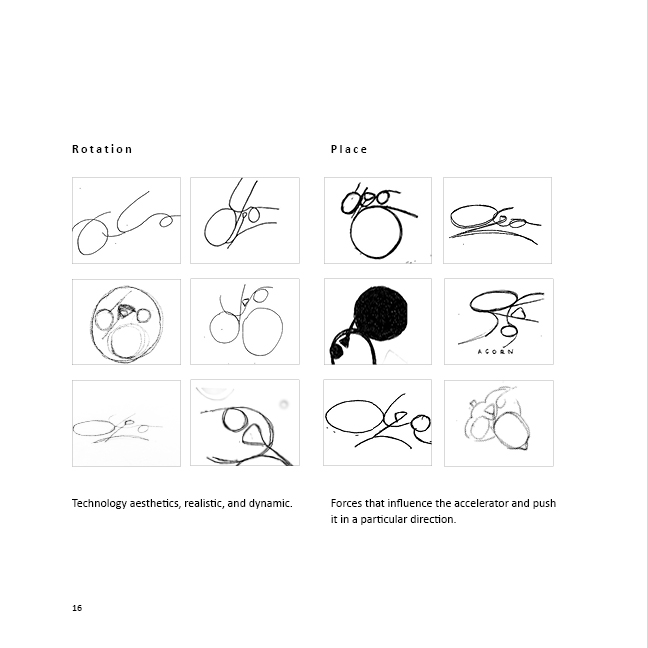 Rotation
Place
ACORN
Technology aesthetics, realistic, and dynamic.
Forces that influence the accelerator and push
it in a particular direction.
16